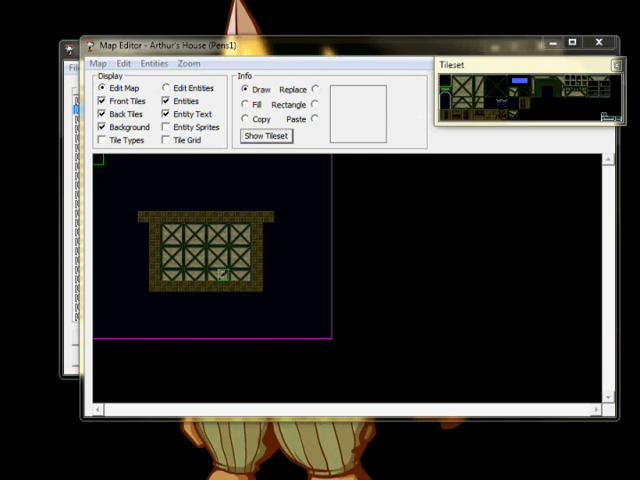 Map Editor - Arthur's House (Pens1)
Map Edit Entities Zoom
Tileset
Display
Info
Edit Map Edit Entities
Draw Replace
Front Tiles Entities
Back Tiles Entity Text
Fill Rectangle
Background Entity Sprites
Copy Paste
Tile Types Tile Grid
Show Tileset